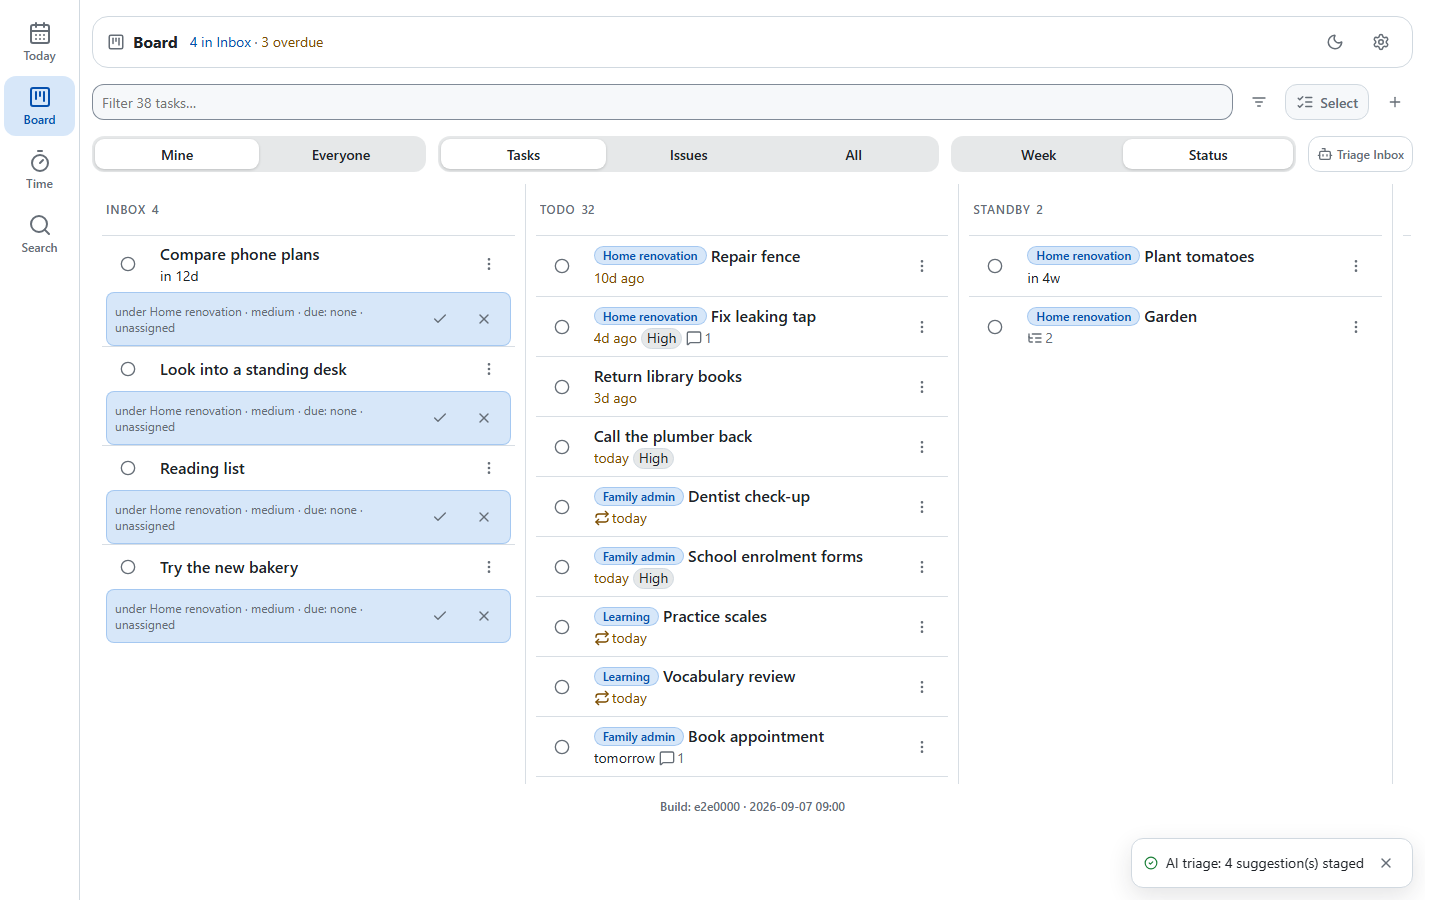 Today
Board
Time
Search
Board 4 in Inbox · 3 overdue
Filter 38 tasks...
Select
Mine
Everyone
Tasks
Issues
All
Week
Status
Triage Inbox
INBOX 4
Compare phone plans
in 12d
under Home renovation · medium · due: none ·
unassigned
Look into a standing desk
under Home renovation · medium · due: none ·
unassigned
Reading list
under Home renovation · medium · due: none ·
unassigned
Try the new bakery
under Home renovation · medium · due: none ·
unassigned
TODO 32
Home renovation Repair fence
10d ago
Home renovation Fix leaking tap
4d ago High 1
Return library books
3d ago
Call the plumber back
today High
Family admin Dentist check-up
today
Family admin School enrolment forms
today High
Learning Practice scales
today
Learning Vocabulary review
today
Family admin Book appointment
tomorrow 1
STANDBY 2
Home renovation Plant tomatoes
in 4w
Home renovation Garden
2
Build: e2e0000 · 2026-09-07 09:00
AI triage: 4 suggestion(s) staged